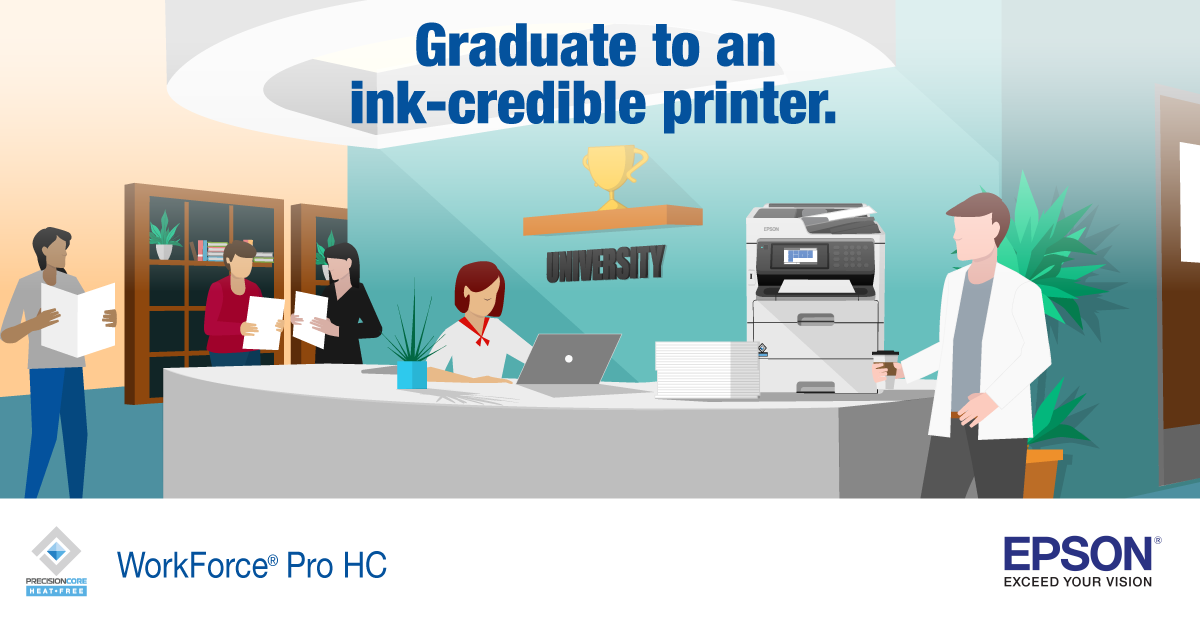 Graduate to an
ink-credible printer.
UNIVERSITY
EPSON
PRECISIONCORE
HEAT•FREE
WorkForce® Pro HC
EPSON®
EXCEED YOUR VISION